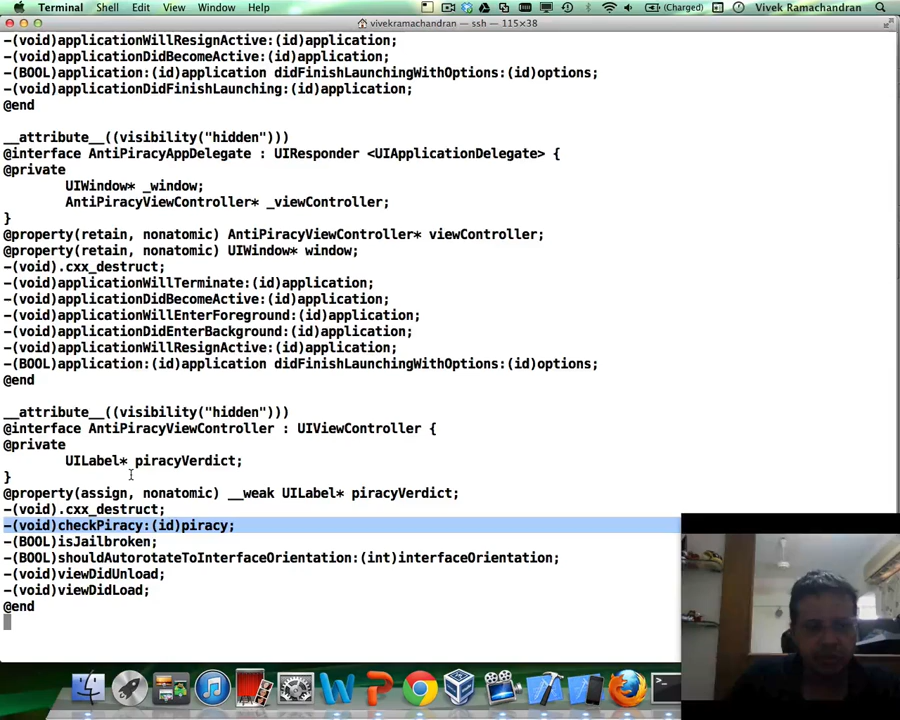 Terminal Shell Edit View Window Help (Charged) Vivek Ramachandran
vivekramachandran — ssh — 115×38
-(void)applicationWillResignActive:(id)application;
-(void)applicationDidBecomeActive:(id)application;
-(BOOL)application:(id)application didFinishLaunchingWithOptions:(id)options;
-(void)applicationDidFinishLaunching:(id)application;
@end
__attribute__((visibility("hidden")))
@interface AntiPiracyAppDelegate : UIResponder <UIApplicationDelegate> {
@private
UIWindow* _window;
AntiPiracyViewController* _viewController;
}
@property(retain, nonatomic) AntiPiracyViewController* viewController;
@property(retain, nonatomic) UIWindow* window;
-(void).cxx_destruct;
-(void)applicationWillTerminate:(id)application;
-(void)applicationDidBecomeActive:(id)application;
-(void)applicationWillEnterForeground:(id)application;
-(void)applicationDidEnterBackground:(id)application;
-(void)applicationWillResignActive:(id)application;
-(BOOL)application:(id)application didFinishLaunchingWithOptions:(id)options;
@end
__attribute__((visibility("hidden")))
@interface AntiPiracyViewController : UIViewController {
@private
UILabel* piracyVerdict;
}
@property(assign, nonatomic) __weak UILabel* piracyVerdict;
-(void).cxx_destruct;
-(void)checkPiracy:(id)piracy;
-(BOOL)isJailbroken;
-(BOOL)shouldAutorotateToInterfaceOrientation:(int)interfaceOrientation;
-(void)viewDidUnload;
-(void)viewDidLoad;
@end